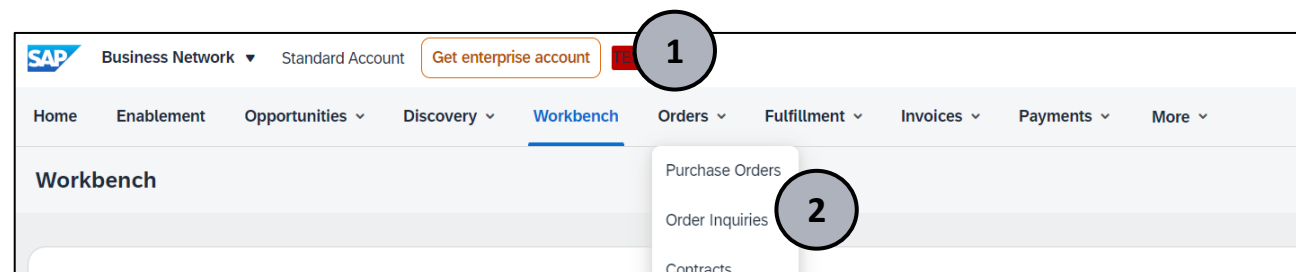 SAP Business Network Standard Account Get enterprise account 1
Home Enablement Opportunities Discovery Workbench Orders Fulfillment Invoices Payments More
Workbench
Purchase Orders
Order Inquiries 2
Contracts